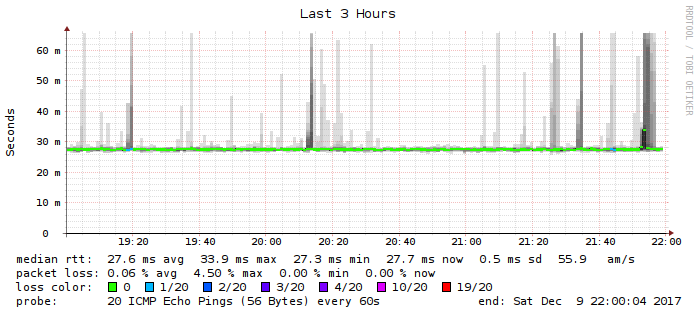 Last 3 Hours
RRDTOOL / TOBI OETIKER
Seconds
60 m
50 m
40 m
30 m
20 m
10 m
0
19:20 19:40 20:00 20:20 20:40 21:00 21:20 21:40 22:00
median rtt: 27.6 ms avg 33.9 ms max 27.3 ms min 27.7 ms now 0.5 ms sd 55.9 am/s
packet loss: 0.06 % avg 4.50 % max 0.00 % min 0.00 % now
loss color: 0 1/20 2/20 3/20 4/20 10/20 19/20
probe: 20 ICMP Echo Pings (56 Bytes) every 60s end: Sat Dec 9 22:00:04 2017